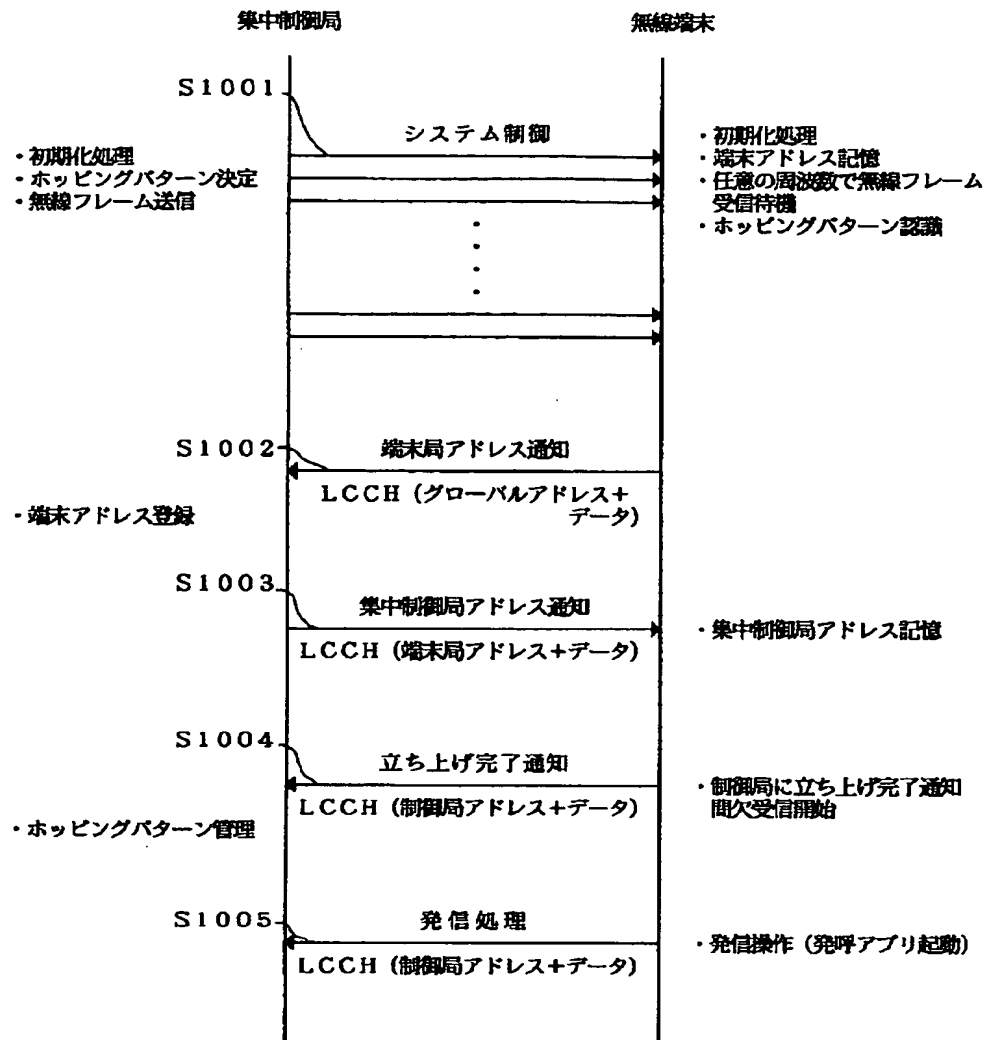 集中制御局
無線端末
S1001
システム制御
・初期化処理
・ホッピングパターン決定
・無線フレーム送信
・初期化処理
・端末アドレス記憶
・任意の周波数で無線フレーム
受信待機
・ホッピングパターン認識
S1002
端末局アドレス通知
LCCH（グローバルアドレス＋
データ）
・端末アドレス登録
S1003
集中制御局アドレス通知
LCCH（端末局アドレス＋データ）
・集中制御局アドレス記憶
S1004
立ち上げ完了通知
LCCH（制御局アドレス＋データ）
・制御局に立ち上げ完了通知
間欠受信開始
・ホッピングパターン管理
S1005
発信処理
LCCH（制御局アドレス＋データ）
・発信操作（発呼アプリ起動）